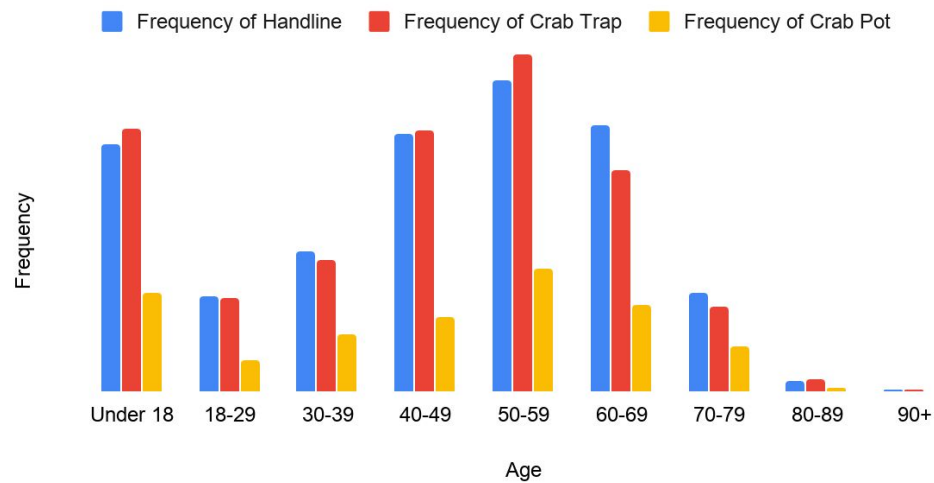 Frequency of Handline Frequency of Crab Trap Frequency of Crab Pot
Frequency
Under 18 18-29 30-39 40-49 50-59 60-69 70-79 80-89 90+
Age